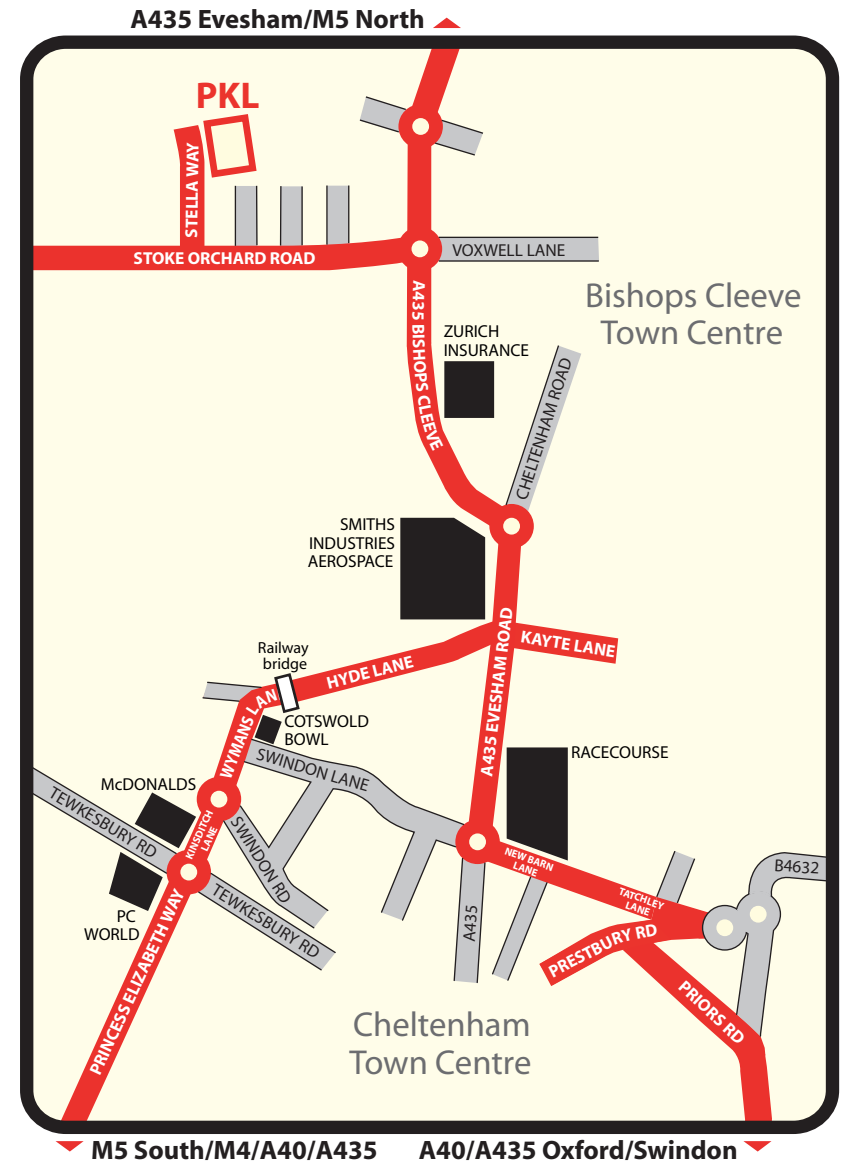 A435 Evesham/M5 North
PKL
STELLA WAY
STOKE ORCHARD ROAD
VOXWELL LANE
Bishops Cleeve
Town Centre
A435 BISHOPS CLEEVE
ZURICH
INSURANCE
CHELTENHAM ROAD
SMITHS
INDUSTRIES
AEROSPACE
A435 EVESHAM ROAD
KAYTE LANE
Railway
bridge
HYDE LANE
WYMANS LAN
COTSWOLD
BOWL
SWINDON LANE
RACECOURSE
McDONALDS
TEWKESBURY RD
KINSDITCH
LANE
SWINDON RD
NEW BARN
LANE
TATCHLEY
LANE
B4632
PC
WORLD
TEWKESBURY RD
A435
PRESTBURY RD
PRINCESS ELIZABETH WAY
PRIORS RD
Cheltenham
Town Centre
M5 South/M4/A40/A435
A40/A435 Oxford/Swindon